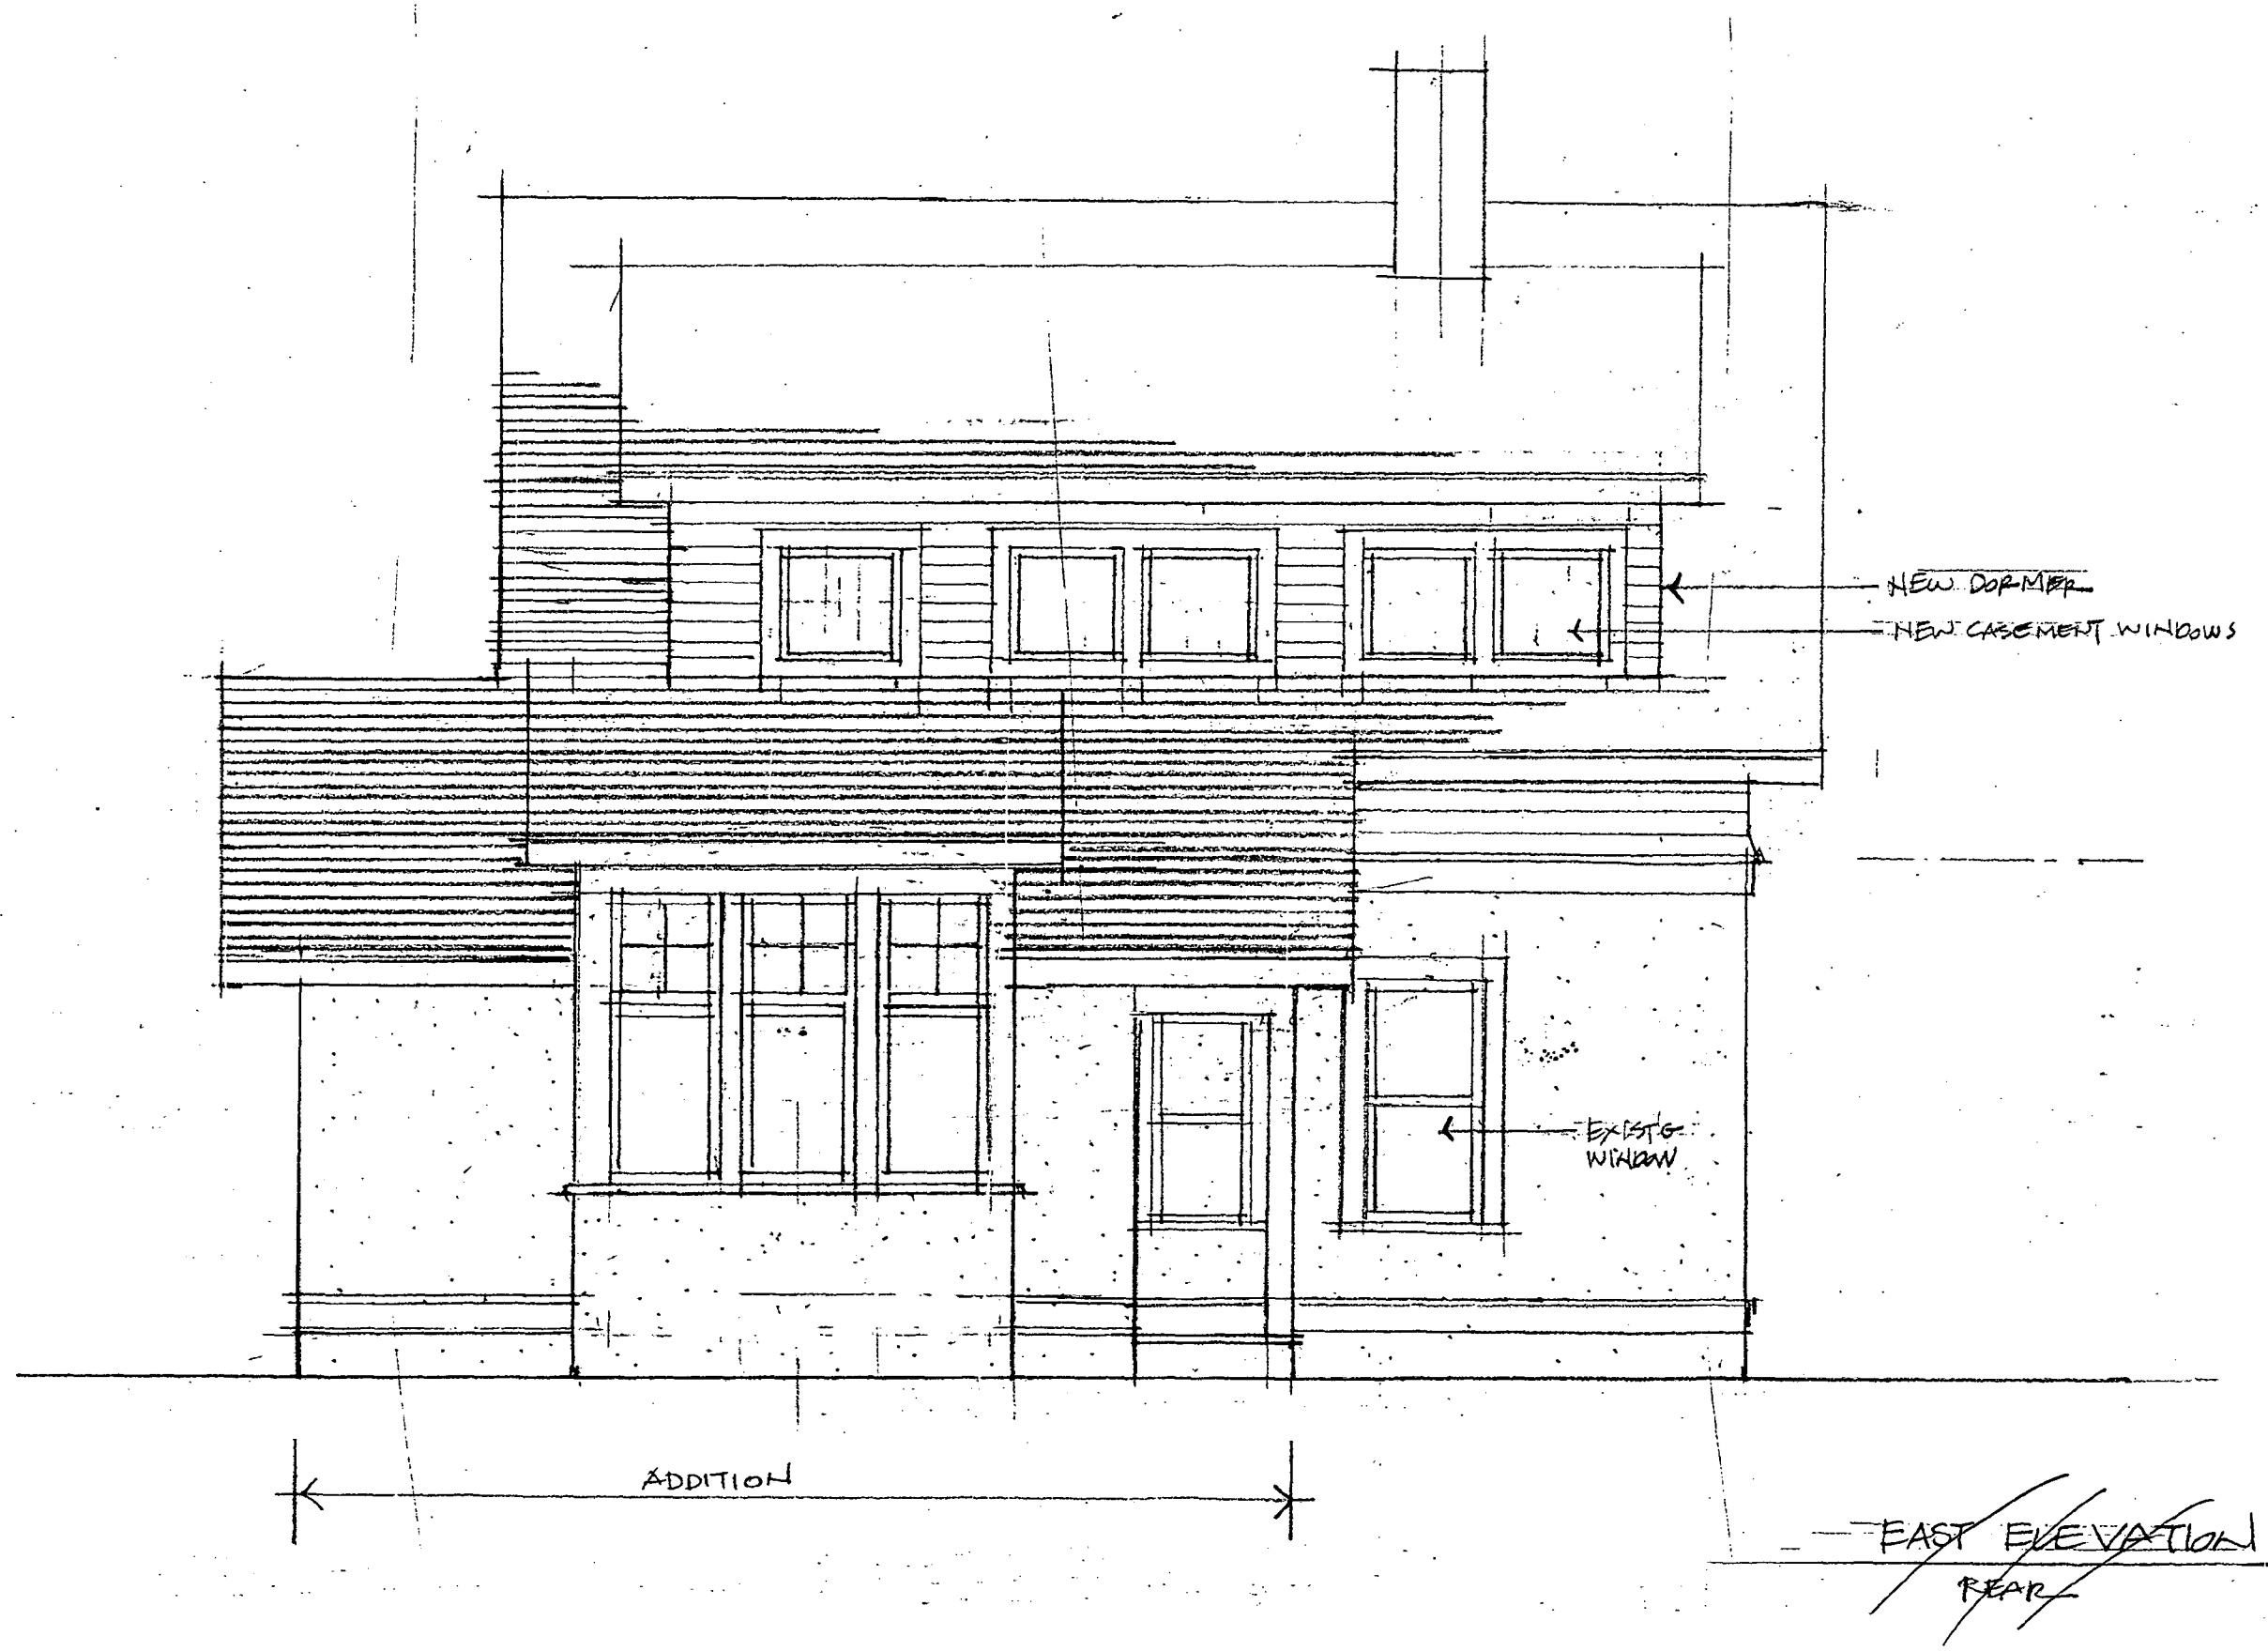 NEW DORMER
NEW CASEMENT WINDOWS
EXIST'G
WINDOW
ADDITION
EAST ELEVATION
REAR